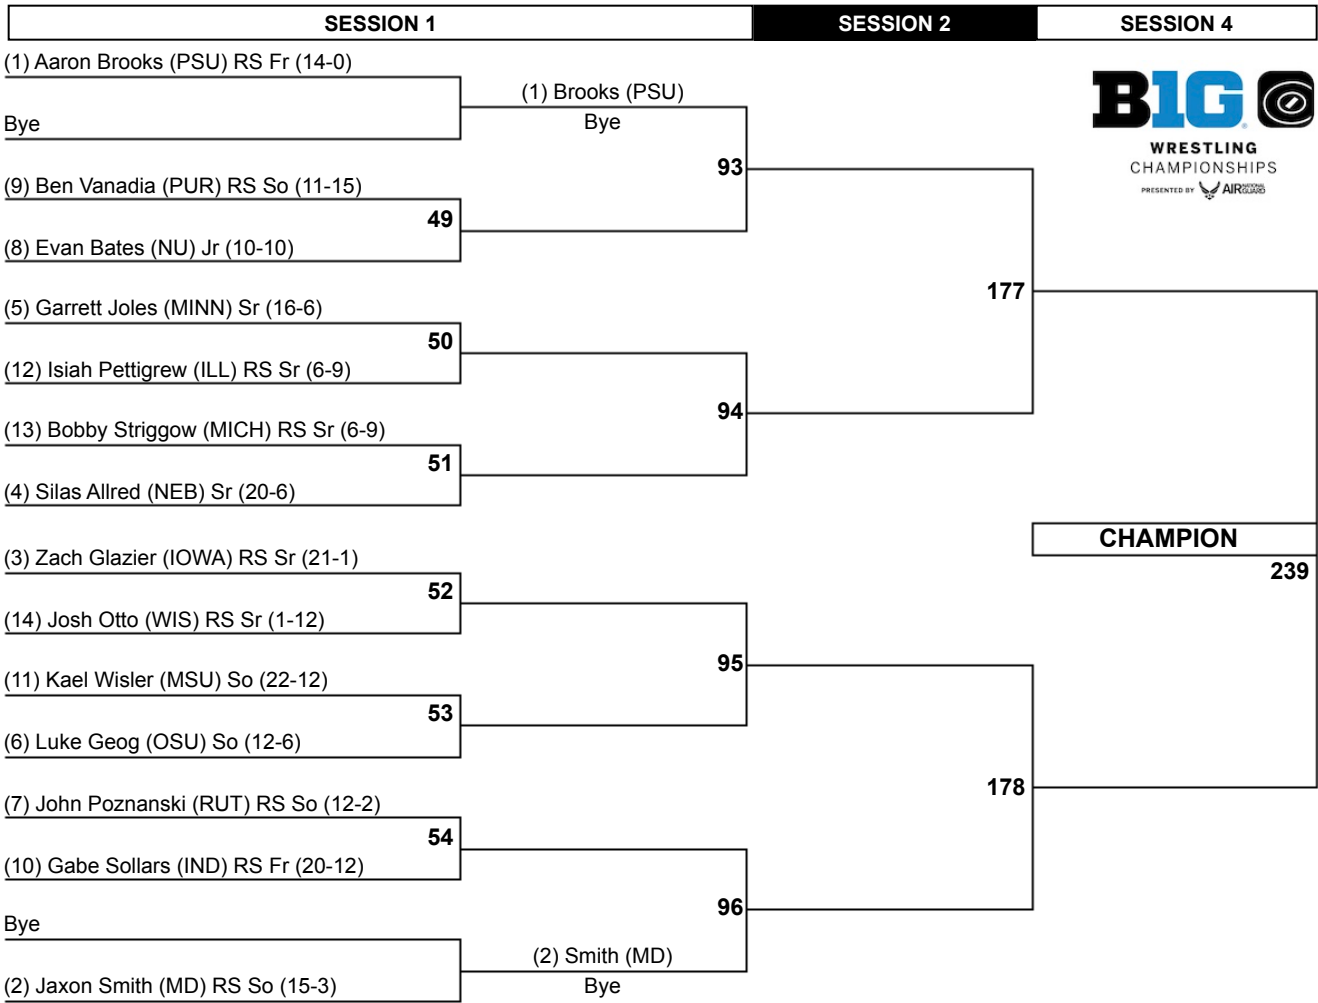 SESSION 1
SESSION 2
SESSION 4
(1) Aaron Brooks (PSU) RS Fr (14-0)
(1) Brooks (PSU)
Bye
Bye
B1G
WRESTLING
CHAMPIONSHIPS
PRESENTED BY AIR NATIONAL GUARD
93
(9) Ben Vanadia (PUR) RS So (11-15)
49
(8) Evan Bates (NU) Jr (10-10)
177
(5) Garrett Joles (MINN) Sr (16-6)
50
(12) Isiah Pettigrew (ILL) RS Sr (6-9)
94
(13) Bobby Striggow (MICH) RS Sr (6-9)
51
(4) Silas Allred (NEB) Sr (20-6)
CHAMPION
239
(3) Zach Glazier (IOWA) RS Sr (21-1)
52
(14) Josh Otto (WIS) RS Sr (1-12)
95
(11) Kael Wisler (MSU) So (22-12)
53
(6) Luke Geog (OSU) So (12-6)
178
(7) John Poznanski (RUT) RS So (12-2)
54
(10) Gabe Sollars (IND) RS Fr (20-12)
96
Bye
(2) Smith (MD)
Bye
(2) Jaxon Smith (MD) RS So (15-3)